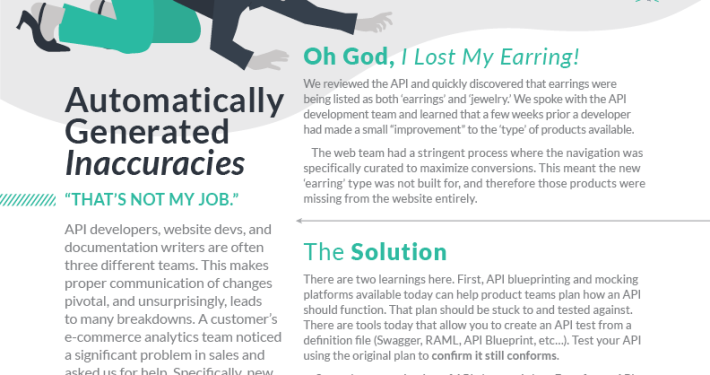 Automatically
Generated
Inaccuracies
“THAT’S NOT MY JOB.”
API developers, website devs, and
documentation writers are often
three different teams. This makes
proper communication of changes
pivotal, and unsurprisingly, leads
to many breakdowns. A customer’s
e-commerce analytics team noticed
a significant problem in sales and
asked us for help. Specifically, new
Oh God, I Lost My Earring!
We reviewed the API and quickly discovered that earrings were
being listed as both ‘earrings’ and ‘jewelry.’ We spoke with the API
development team and learned that a few weeks prior a developer
had made a small “improvement” to the ‘type’ of products available.
The web team had a stringent process where the navigation was
specifically curated to maximize conversions. This meant the new
‘earring’ type was not built for, and therefore those products were
missing from the website entirely.
The Solution
There are two learnings here. First, API blueprinting and mocking
platforms available today can help product teams plan how an API
should function. That plan should be stuck to and tested against.
There are tools today that allow you to create an API test from a
definition file (Swagger, RAML, API Blueprint, etc...). Test your API
using the original plan to confirm it still conforms.